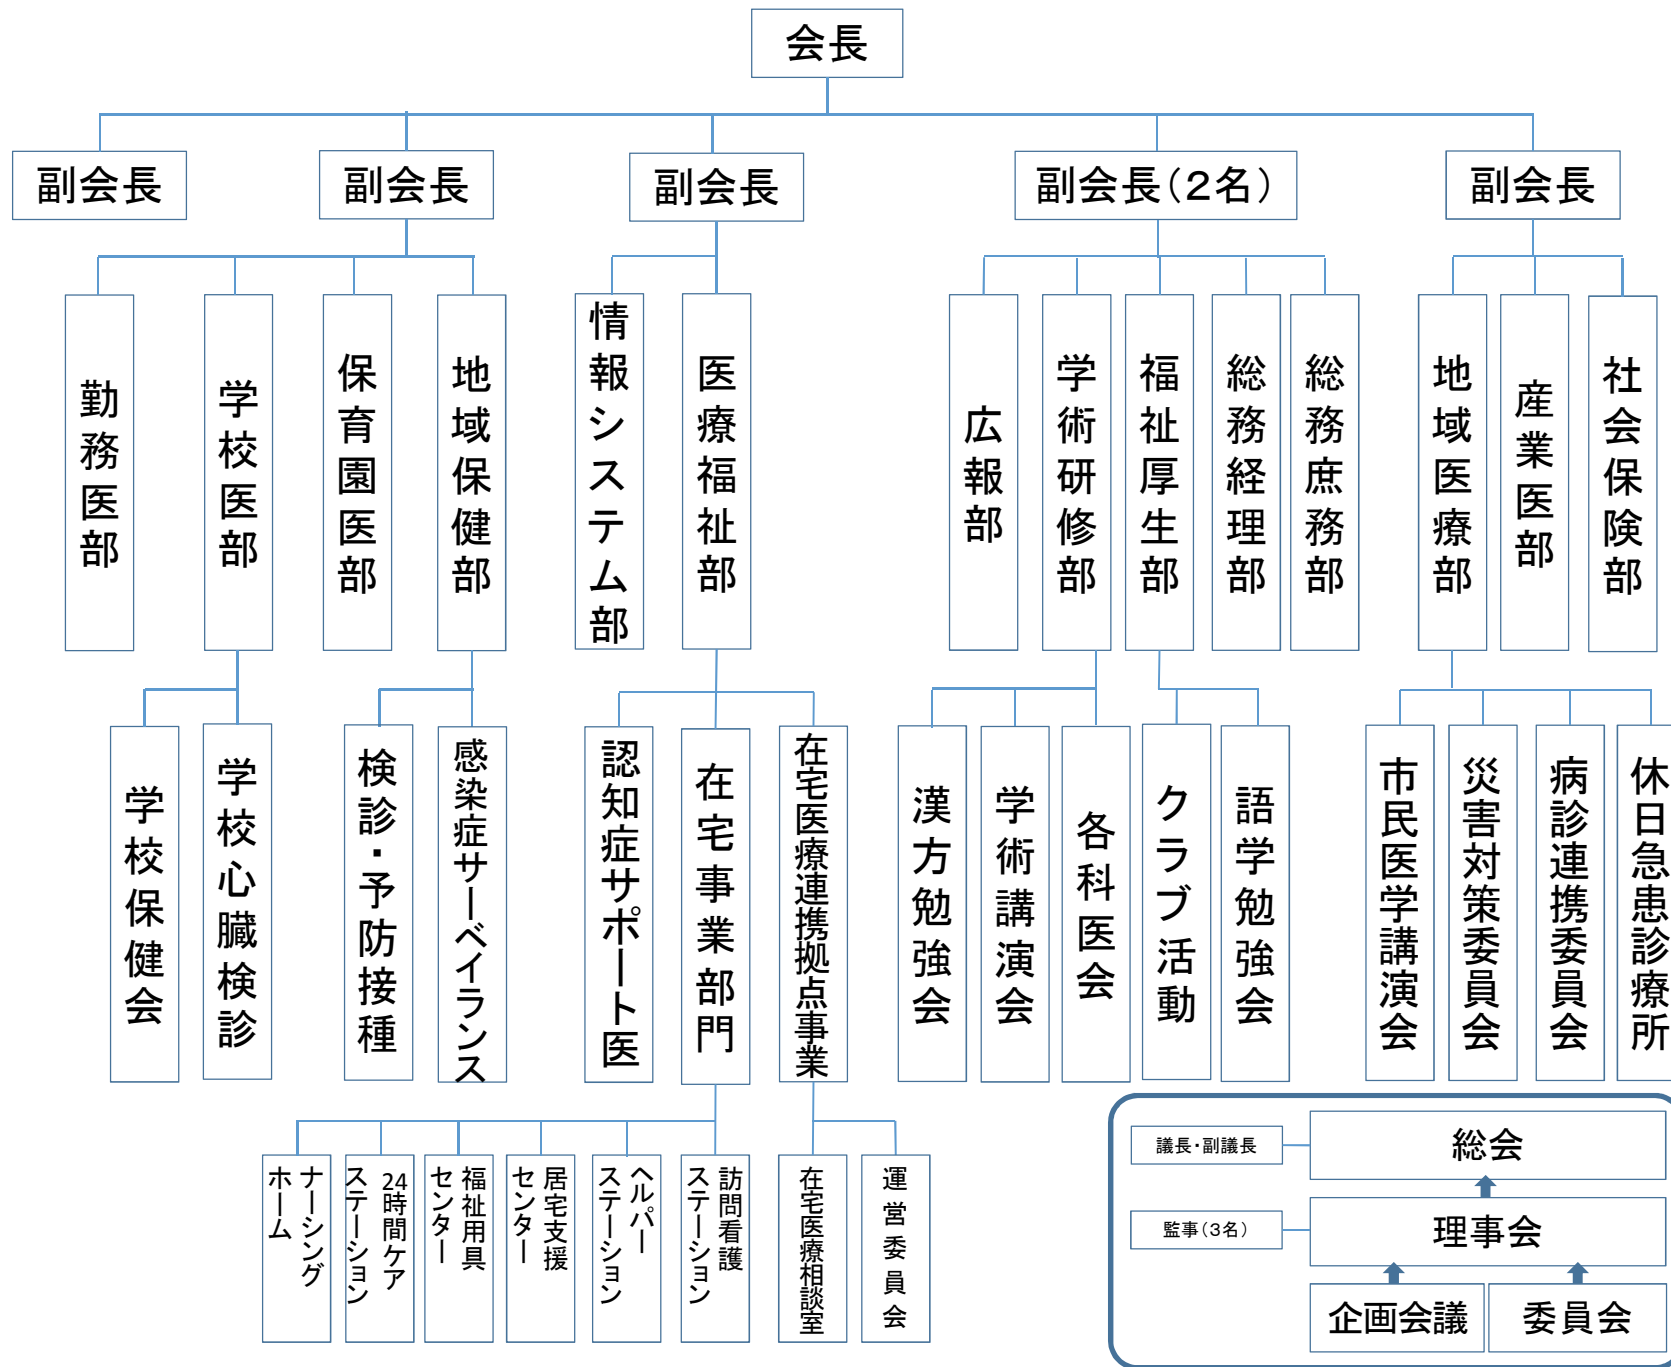 会長
副会長
副会長
副会長
副会長(2名)
副会長
勤務医部
学校医部
保育園医部
地域保健部
情報システム部
医療福祉部
広報部
学術研修部
福祉厚生部
総務経理部
総務庶務部
地域医療部
産業医部
社会保険部
学校保健会
学校心臓検診
検診・予防接種
感染症サーベイランス
認知症サポート医
在宅事業部門
在宅医療連携拠点事業
漢方勉強会
学術講演会
各科医会
クラブ活動
語学勉強会
市民医学講演会
災害対策委員会
病診連携委員会
休日急患診療所
ナーシング
ホーム
24時間ケア
ステーション
福祉用具
センター
居宅支援
センター
ヘルパー
ステーション
訪問看護
ステーション
在宅医療相談室
運営委員会
議長・副議長
総会
監事(3名)
理事会
企画会議
委員会